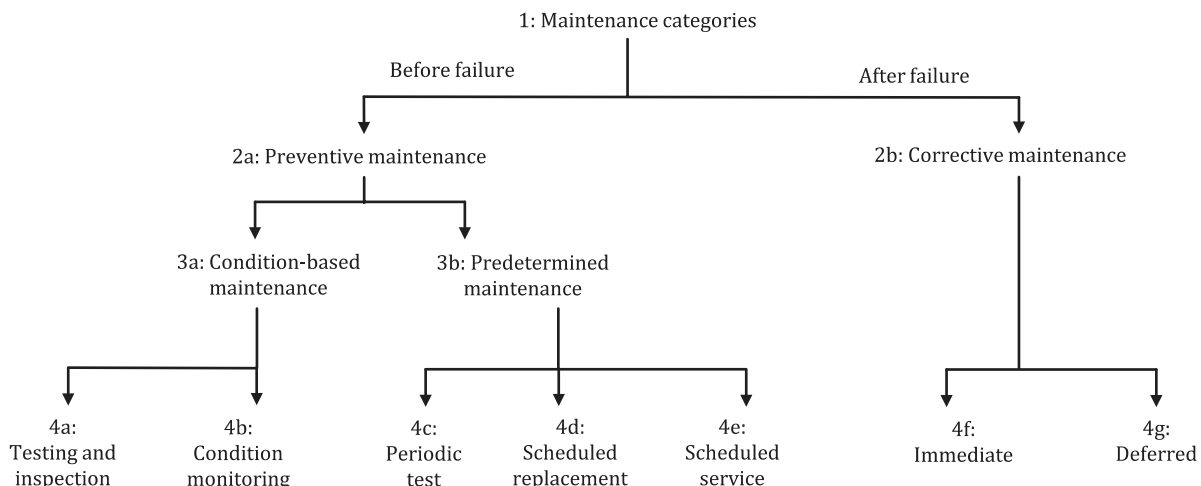 1: Maintenance categories
Before failure
After failure
2a: Preventive maintenance
2b: Corrective maintenance
3a: Condition-based
maintenance
3b: Predetermined
maintenance
4a:
Testing and
inspection
4b:
Condition
monitoring
4c:
Periodic
test
4d:
Scheduled
replacement
4e:
Scheduled
service
4f:
Immediate
4g:
Deferred